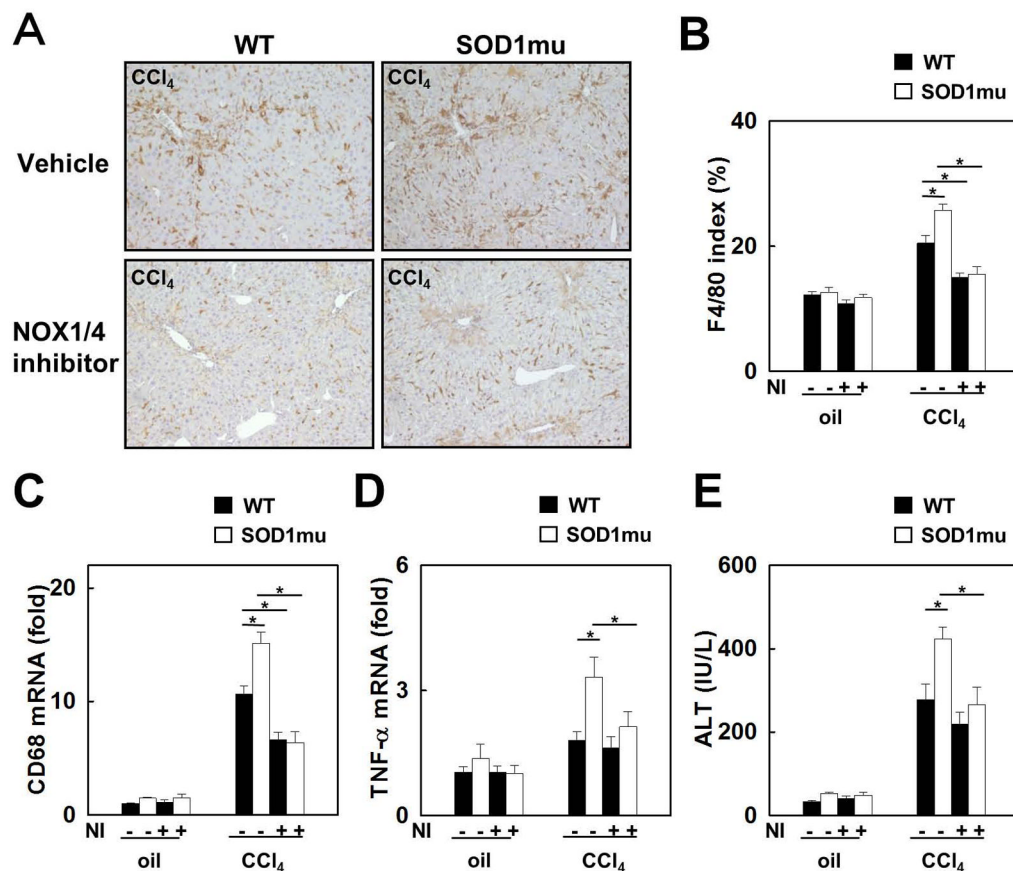 A
WT SOD1mu
CCl₄ CCl₄
Vehicle
CCl₄ CCl₄
NOX1/4
inhibitor
B
WT
SOD1mu
40
20
0
F4/80 index (%)
NI - - + + - - + +
oil CCl₄
* * *
C
WT
SOD1mu
20
10
0
CD68 mRNA (fold)
* * *
NI - - + + - - + +
oil CCl₄
D
WT
SOD1mu
6
3
0
TNF-α mRNA (fold)
* *
NI - - + + - - + +
oil CCl₄
E
WT
SOD1mu
600
400
200
0
ALT (IU/L)
* *
NI - - + + - - + +
oil CCl₄